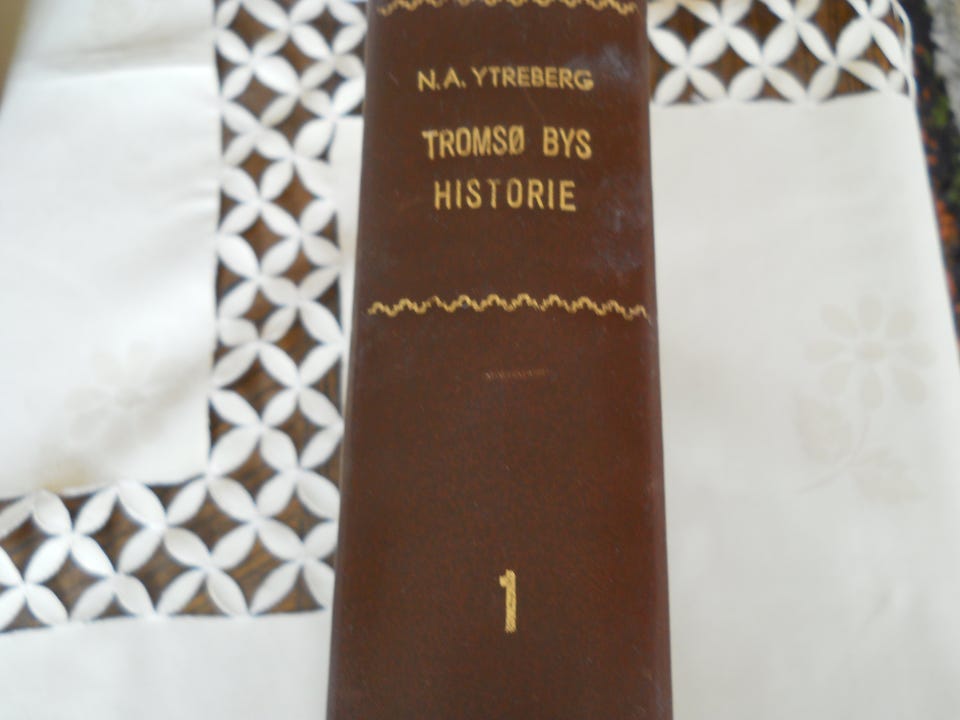 N. A. YTREBERG
TROMSØ BYS
HISTORIE
1